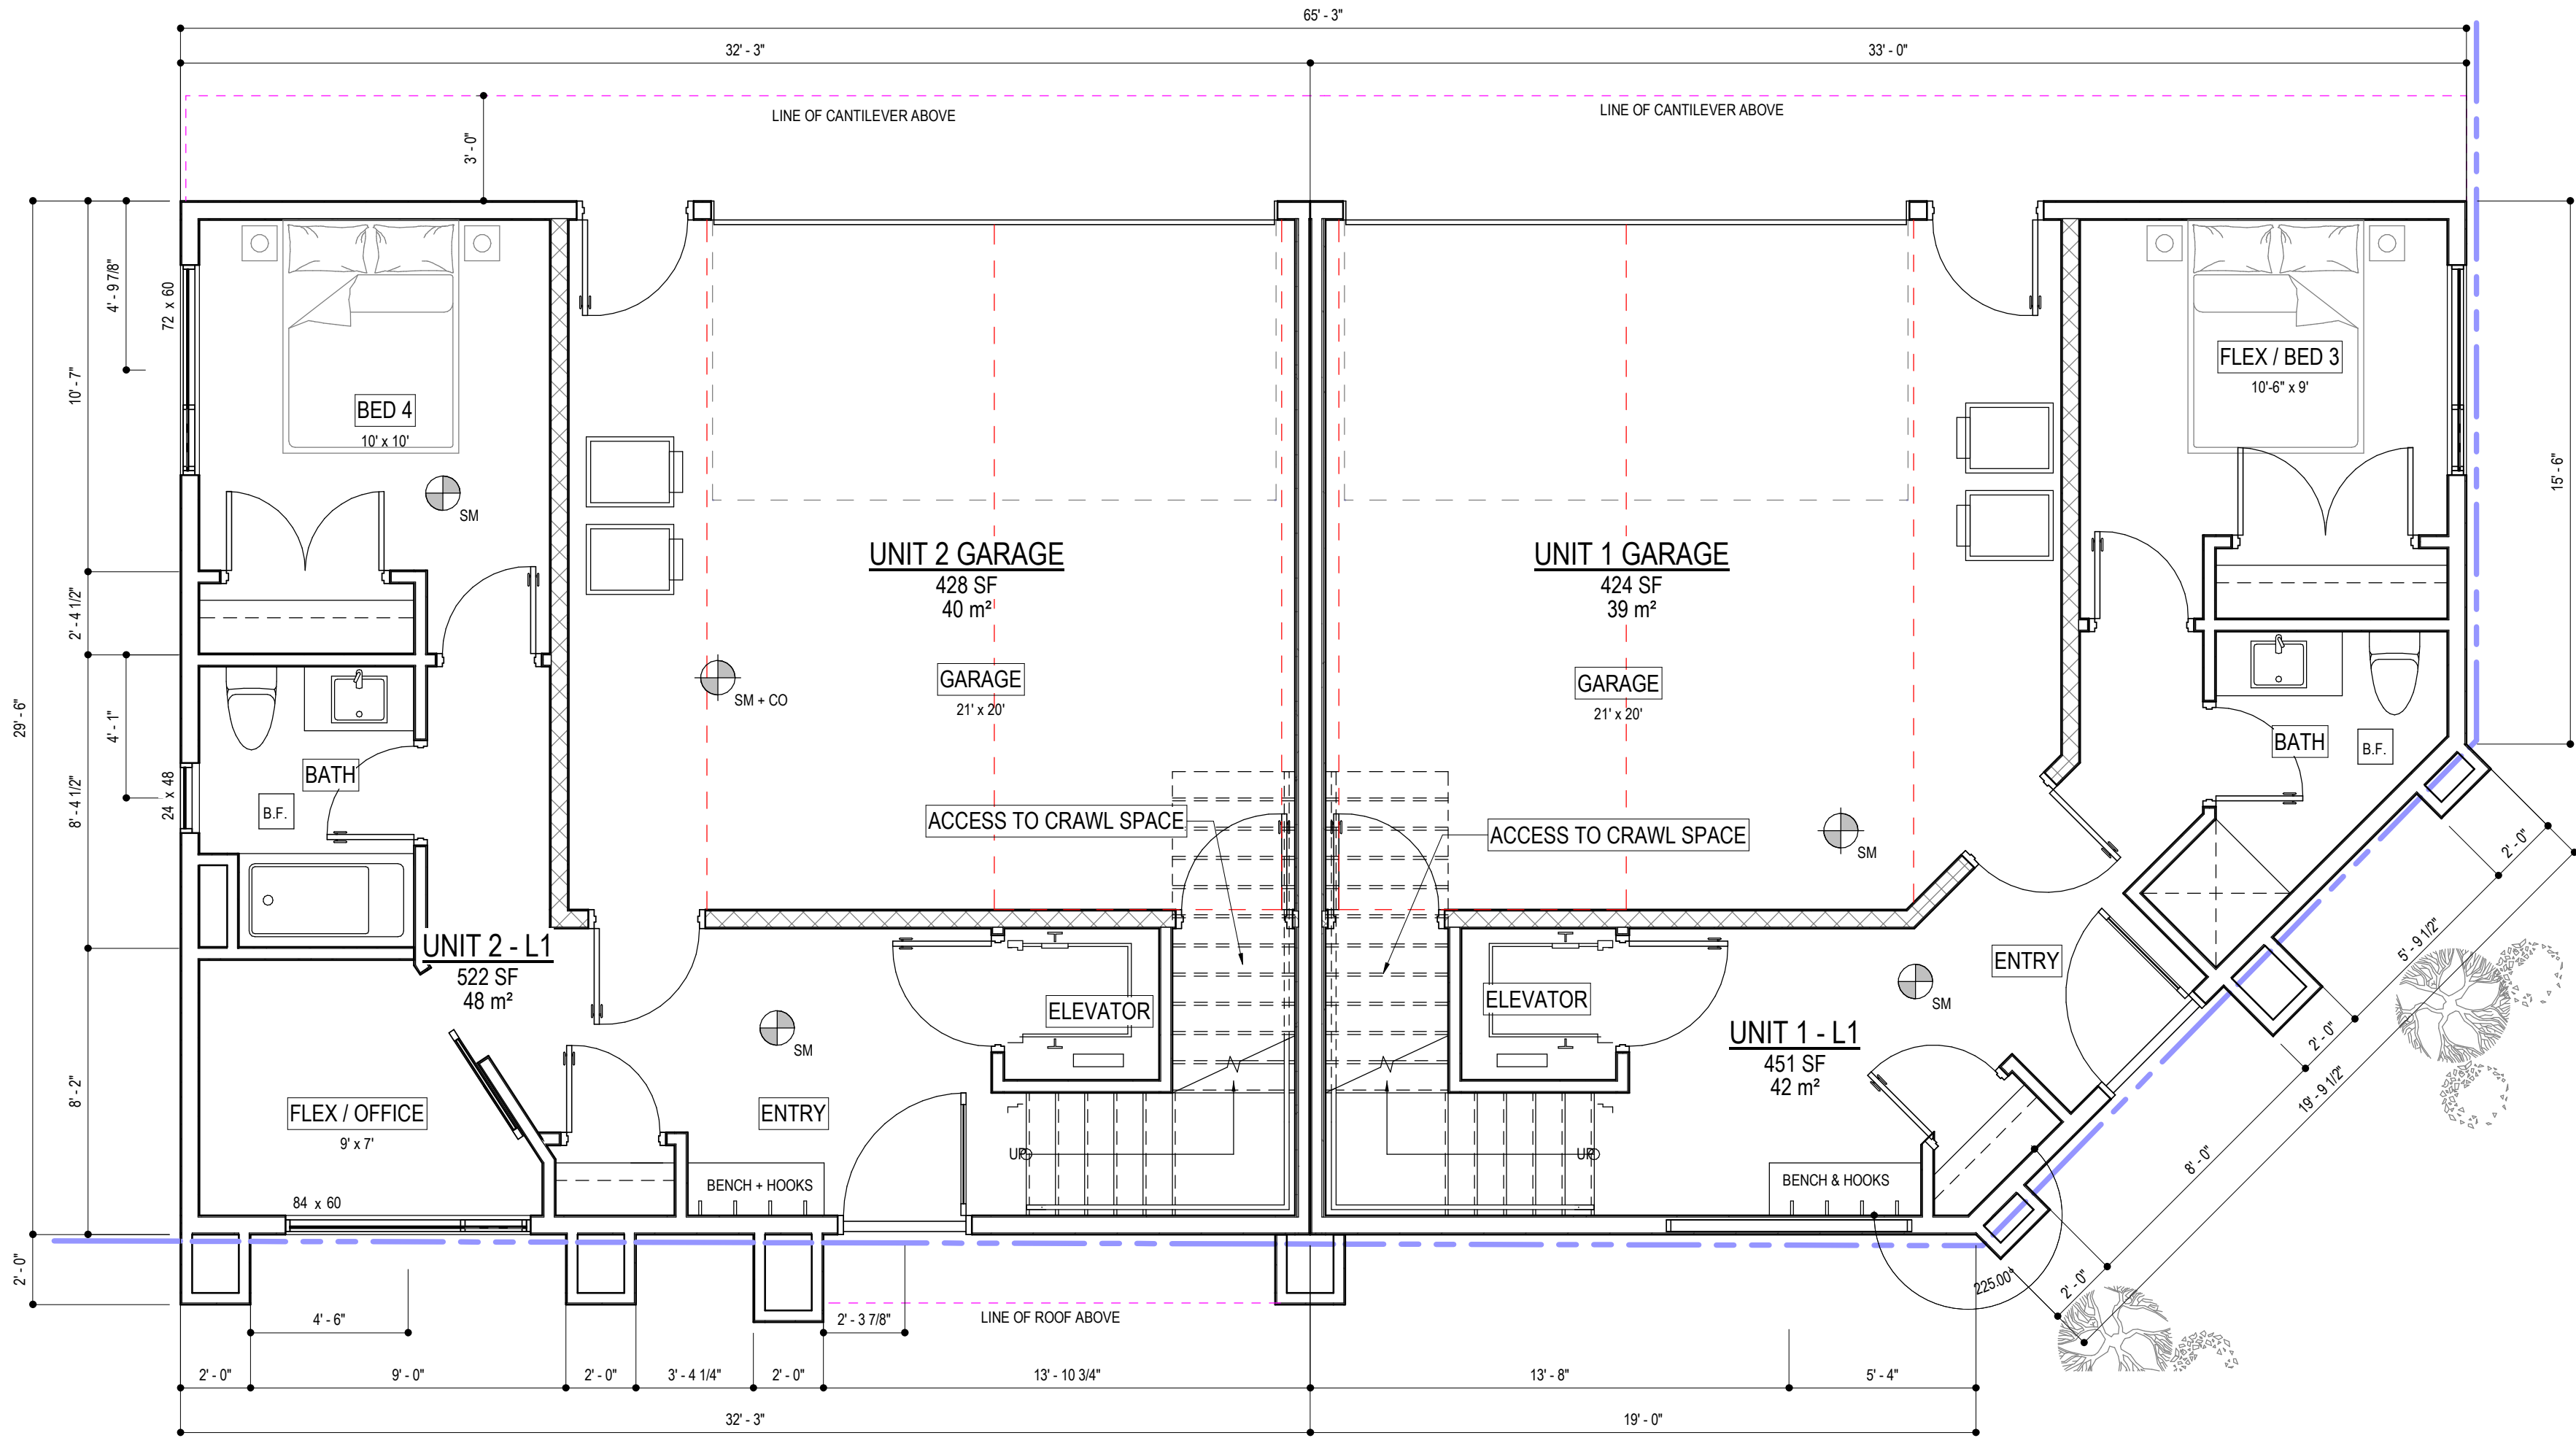 65' - 3"
32' - 3"
33' - 0"
LINE OF CANTILEVER ABOVE
LINE OF CANTILEVER ABOVE
3' - 0"
4' - 9 7/8"
72 x 60
10' - 7"
BED 4
10' x 10'
SM
FLEX / BED 3
10'-6" x 9'
15' - 6"
UNIT 2 GARAGE
428 SF
40 m²
UNIT 1 GARAGE
424 SF
39 m²
2' - 4 1/2"
GARAGE
21' x 20'
GARAGE
21' x 20'
SM + CO
29' - 6"
4' - 1"
8' - 4 1/2"
24 x 48
BATH
B.F.
BATH
B.F.
ACCESS TO CRAWL SPACE
ACCESS TO CRAWL SPACE
SM
2' - 0"
UNIT 2 - L1
522 SF
48 m²
ELEVATOR
ELEVATOR
ENTRY
5' - 9 1/2"
SM
SM
UNIT 1 - L1
451 SF
42 m²
2' - 0"
19' - 9 1/2"
8' - 2"
FLEX / OFFICE
9' x 7'
ENTRY
UP
UP
8' - 0"
84 x 60
BENCH + HOOKS
BENCH & HOOKS
2' - 0"
225.00°
2' - 0"
4' - 6"
2' - 3 7/8"
LINE OF ROOF ABOVE
2' - 0"
9' - 0"
2' - 0"
3' - 4 1/4"
2' - 0"
13' - 10 3/4"
13' - 8"
5' - 4"
32' - 3"
19' - 0"